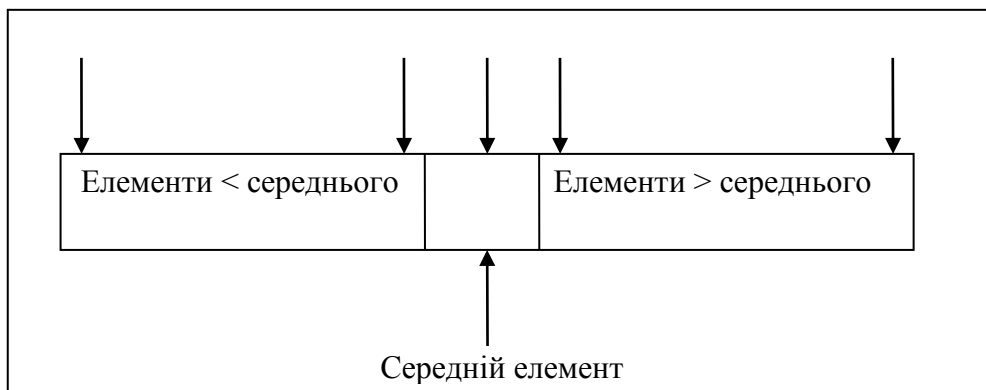 Елементи < середнього
Елементи > середнього
Середній елемент